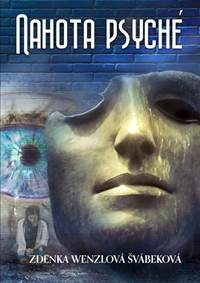 NAHOTA PSYCHÉ
ZDENKA WENZLOVÁ ŠVÁBEKOVÁ